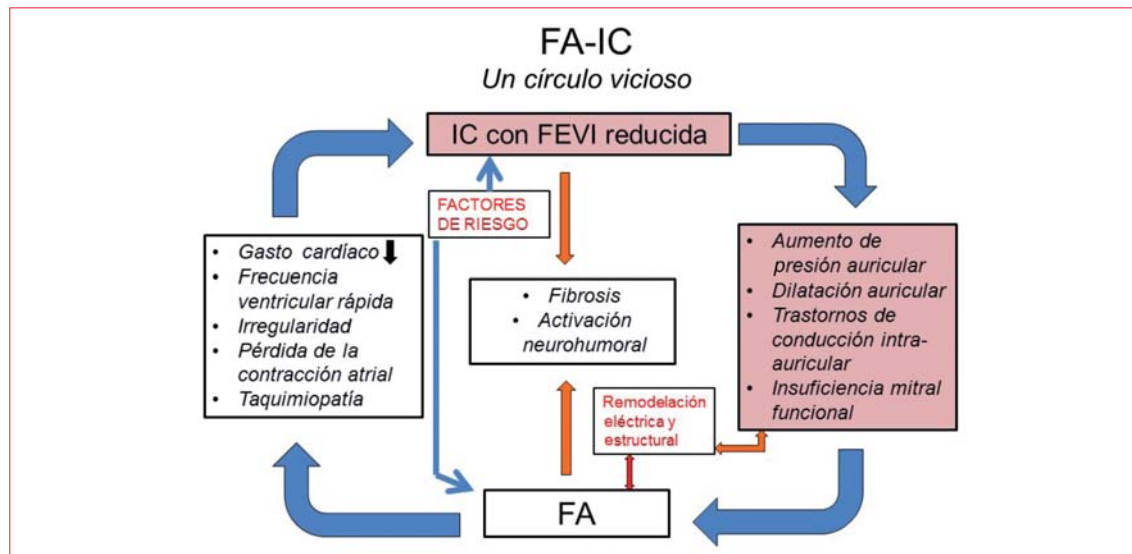 FA-IC
Un círculo vicioso
IC con FEVI reducida
FACTORES
DE RIESGO
• Gasto cardíaco
• Frecuencia
ventricular rápida
• Irregularidad
• Pérdida de la
contracción atrial
• Taquimiopatía
• Fibrosis
• Activación
neurohumoral
• Aumento de
presión auricular
• Dilatación auricular
• Trastornos de
conducción intra-
auricular
• Insuficiencia mitral
funcional
Remodelación
eléctrica y
estructural
FA